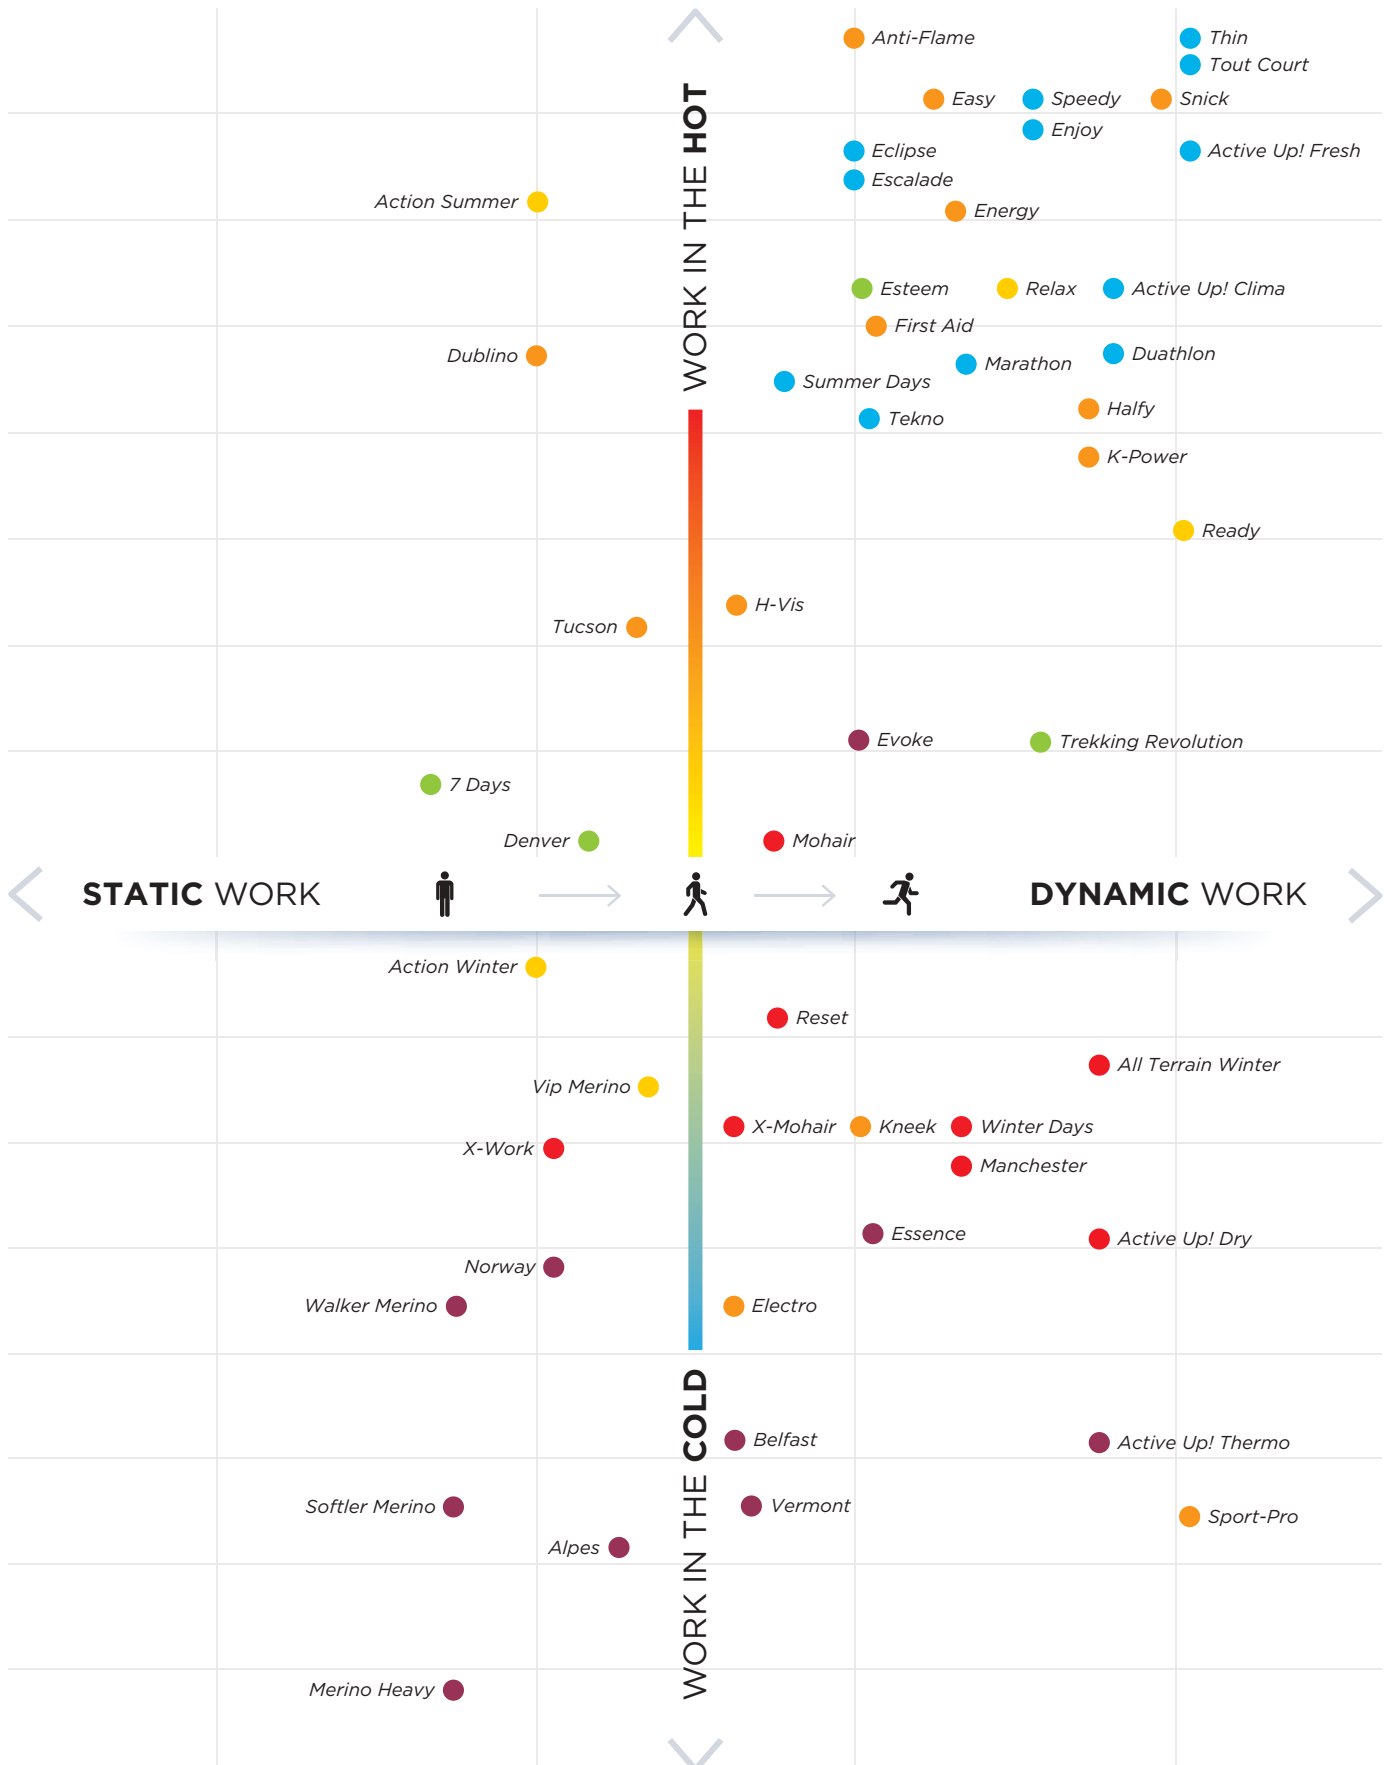 Anti-Flame
Thin
Tout Court
Easy
Speedy
Snick
Enjoy
Eclipse
Active Up! Fresh
Escalade
Action Summer
Energy
WORK IN THE HOT
Esteem
Relax
Active Up! Clima
First Aid
Dublino
Marathon
Duathlon
Summer Days
Halfy
Tekno
K-Power
Ready
H-Vis
Tucson
Evoke
Trekking Revolution
7 Days
Denver
Mohair
STATIC WORK
DYNAMIC WORK
Action Winter
Reset
All Terrain Winter
Vip Merino
X-Mohair
Kneek
Winter Days
X-Work
Manchester
Essence
Active Up! Dry
Norway
Walker Merino
Electro
WORK IN THE COLD
Belfast
Active Up! Thermo
Softler Merino
Vermont
Sport-Pro
Alpes
Merino Heavy